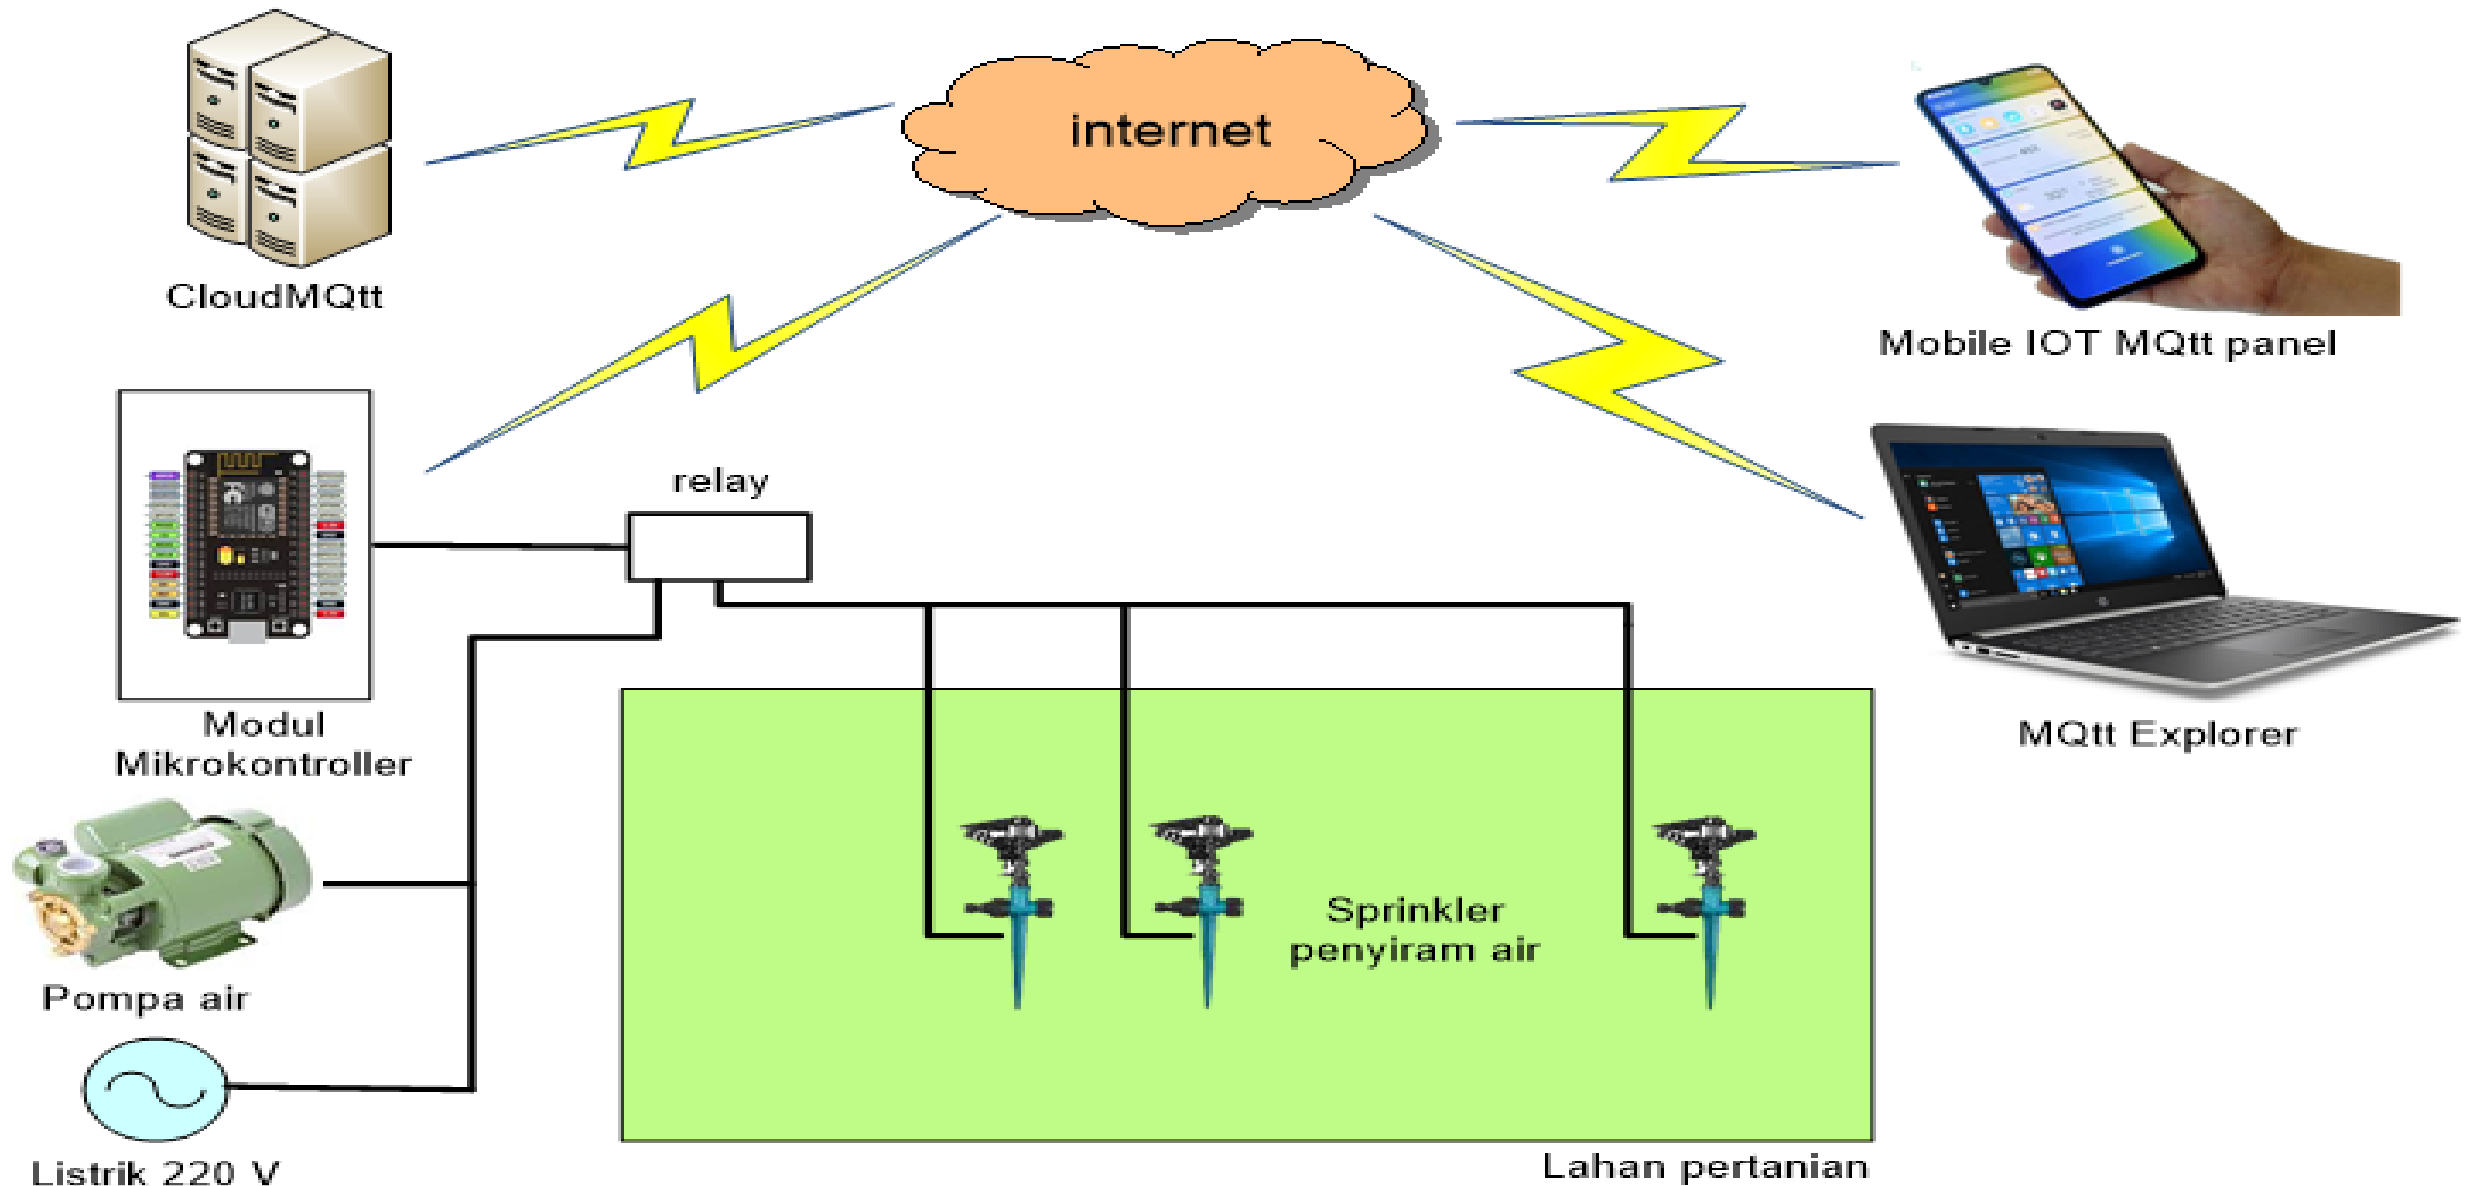 internet
CloudMQtt
Mobile IOT MQtt panel
relay
Modul
Mikrokontroller
MQtt Explorer
Sprinkler
penyiram air
Pompa air
Listrik 220 V
Lahan pertanian